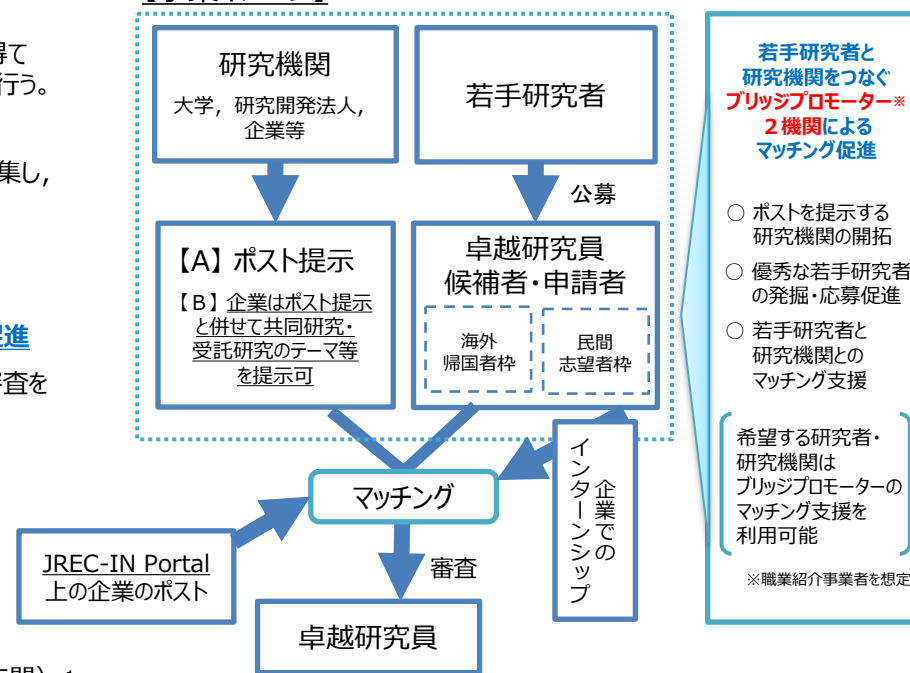 得て
行う。
集し,
促進
審査を
研究機関
大学，研究開発法人，
企業等
若手研究者
公募
【A】 ポスト提示
【B】 企業はポスト提示
と併せて共同研究・
受託研究のテーマ等
を提示可
卓越研究員
候補者・申請者
海外
帰国者枠
民間
志望者枠
マッチング
企業での
インターンシップ
JREC-IN Portal
上の企業のポスト
審査
卓越研究員
若手研究者と
研究機関をつなぐ
ブリッジプロモーター※
２機関による
マッチング促進
○ ポストを提示する
研究機関の開拓
○ 優秀な若手研究者
の発掘・応募促進
○ 若手研究者と
研究機関との
マッチング支援
希望する研究者・
研究機関は
ブリッジプロモーターの
マッチング支援を
利用可能
※職業紹介事業者を想定